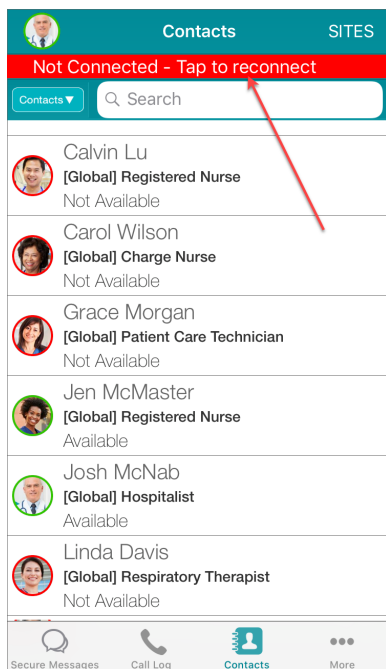 Contacts
SITES
Not Connected - Tap to reconnect
Contacts▼
Search
Calvin Lu
[Global] Registered Nurse
Not Available
Carol Wilson
[Global] Charge Nurse
Not Available
Grace Morgan
[Global] Patient Care Technician
Not Available
Jen McMaster
[Global] Registered Nurse
Available
Josh McNab
[Global] Hospitalist
Available
Linda Davis
[Global] Respiratory Therapist
Not Available
Secure Messages
Call Log
Contacts
More